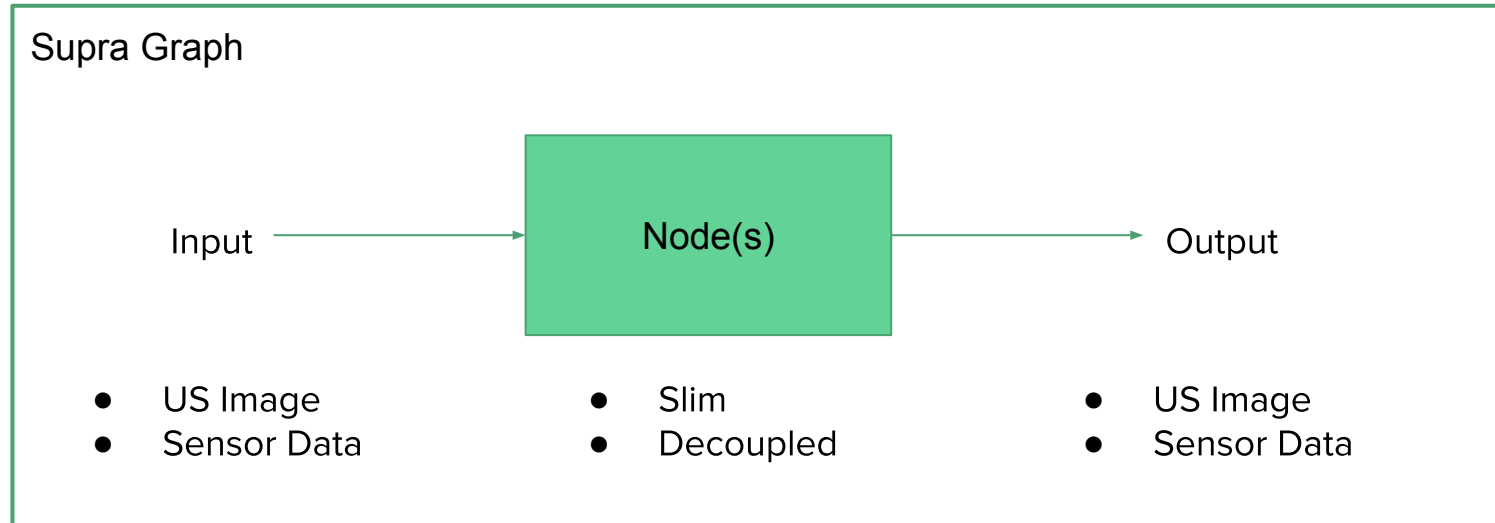 Supra Graph
Input
Node(s)
Output
● US Image
● Sensor Data
● Slim
● Decoupled
● US Image
● Sensor Data